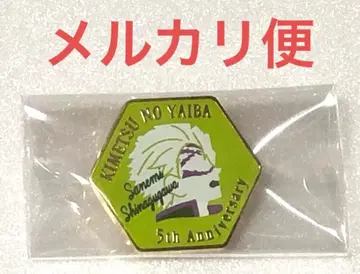 メルカリ便
KIMETSU NO YAIBA
Sanemi
Shinazugawa
5th Anniversary